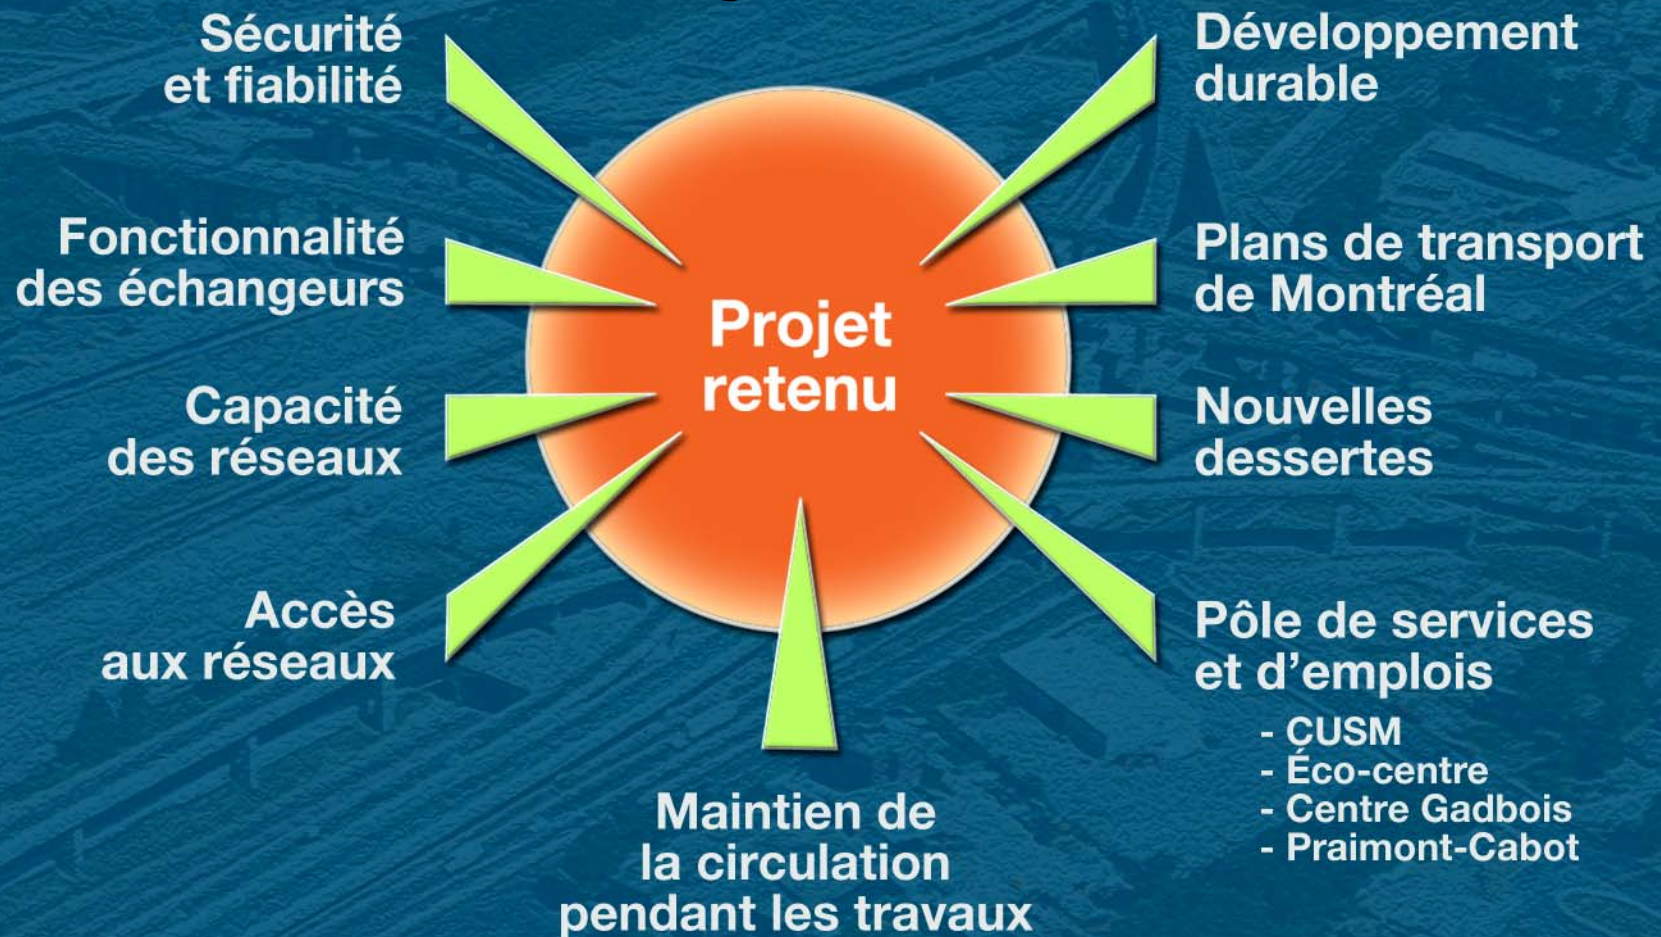 Sécurité
et fiabilité
Fonctionnalité
des échangeurs
Capacité
des réseaux
Accès
aux réseaux
Projet
retenu
Maintien de
la circulation
pendant les travaux
Développement
durable
Plans de transport
de Montréal
Nouvelles
dessertes
Pôle de services
et d’emplois
- CUSM
- Éco-centre
- Centre Gadbois
- Praimont-Cabot